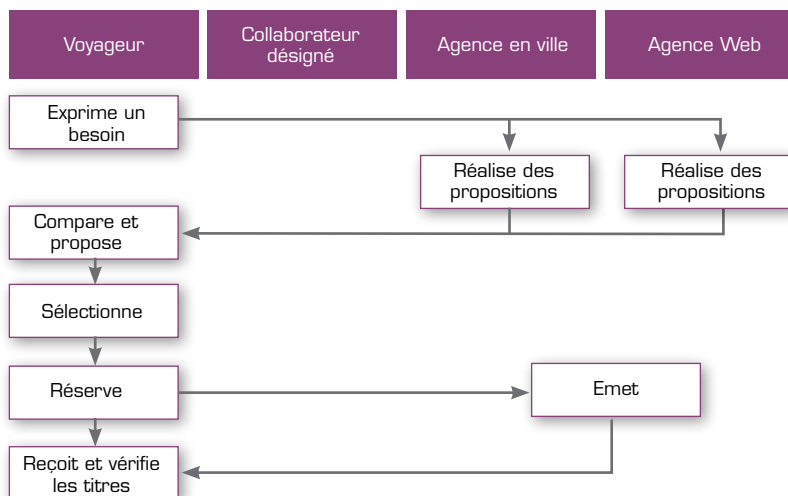 Voyageur
Collaborateur
désigné
Agence en ville
Agence Web
Exprime un
besoin
Réalise des
propositions
Réalise des
propositions
Compare et
propose
Sélectionne
Réserve
Emet
Reçoit et vérifie
les titres